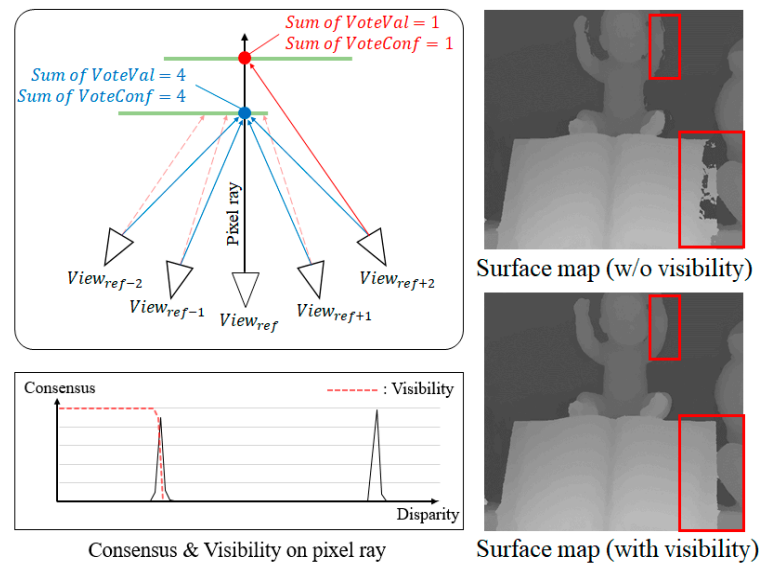 Sum of VoteVal = 1
Sum of VoteConf = 1
Sum of VoteVal = 4
Sum of VoteConf = 4
Pixel ray
View_ref−2
View_ref−1
View_ref
View_ref+1
View_ref+2
Surface map (w/o visibility)
Consensus
: Visibility
Disparity
Consensus & Visibility on pixel ray
Surface map (with visibility)